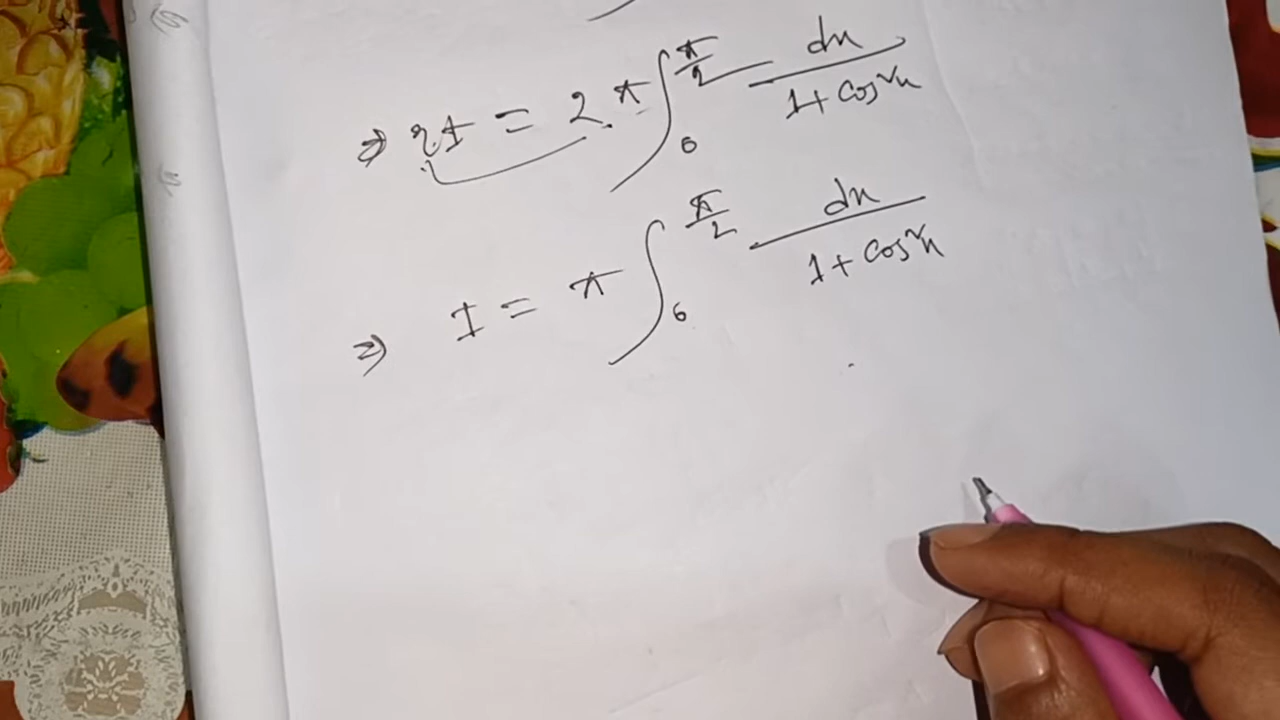 ⇒ 2I = 2π ∫₀^{π/2} dx / (1 + cos²x)
⇒ I = π ∫₀^{π/2} dx / (1 + cos²x)